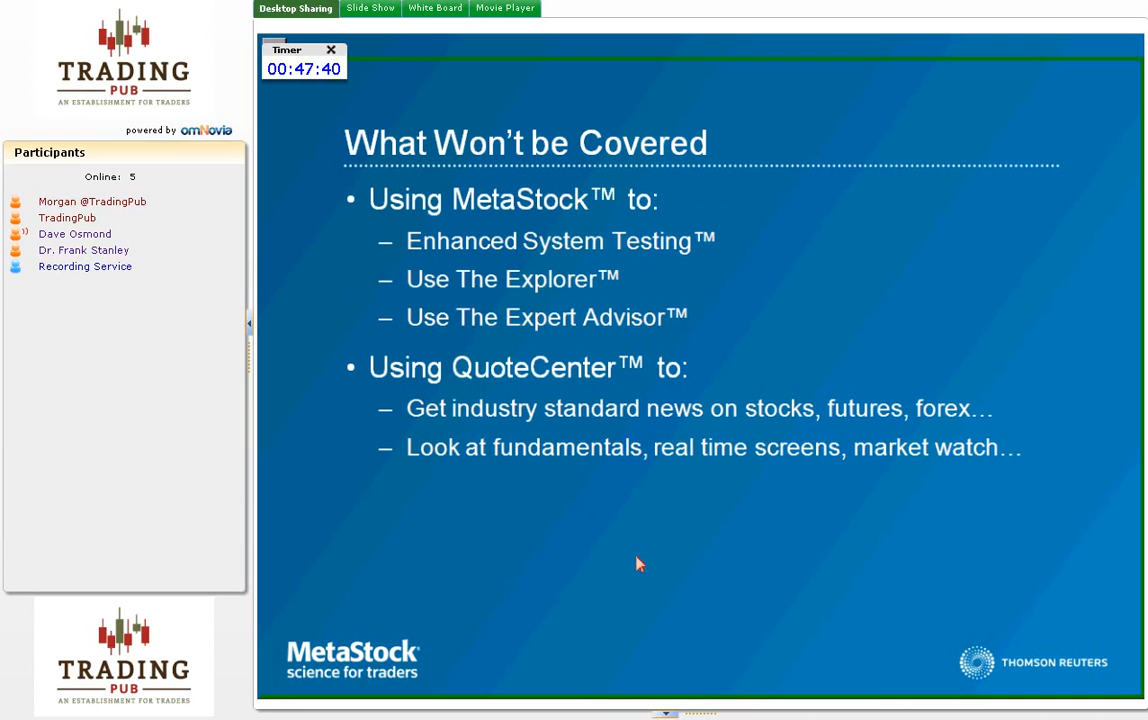 TRADING
PUB
AN ESTABLISHMENT FOR TRADERS
powered by omNovia
Participants
Online: 5
Morgan @TradingPub
TradingPub
Dave Osmond
Dr. Frank Stanley
Recording Service
TRADING
PUB
AN ESTABLISHMENT FOR TRADERS
Desktop Sharing
Slide Show
White Board
Movie Player
Timer
00:47:40
What Won't be Covered
• Using MetaStock™ to:
– Enhanced System Testing™
– Use The Explorer™
– Use The Expert Advisor™
• Using QuoteCenter™ to:
– Get industry standard news on stocks, futures, forex…
– Look at fundamentals, real time screens, market watch…
MetaStock
science for traders
THOMSON REUTERS